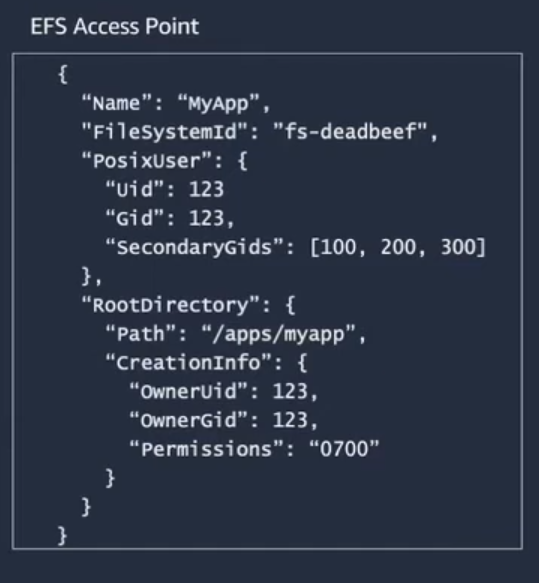 EFS Access Point
{
“Name”: “MyApp”,
“FileSystemId”: "fs-deadbeef",
“PosixUser”: {
“Uid”: 123
“Gid”: 123,
“SecondaryGids”: [100, 200, 300]
},
“RootDirectory”: {
“Path”: “/apps/myapp”,
“CreationInfo”: {
“OwnerUid”: 123,
“OwnerGid”: 123,
“Permissions”: “0700”
}
}
}